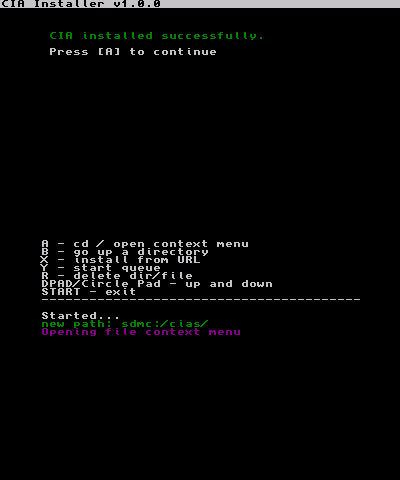 CIA Installer v1.0.0
CIA installed successfully.
Press [A] to continue
A - cd / open context menu
B - go up a directory
X - install from URL
Y - start queue
R - delete dir/file
DPAD/Circle Pad - up and down
START - exit
-----------------------------------------
Started...
new path: sdmc:/cias/
Opening file context menu